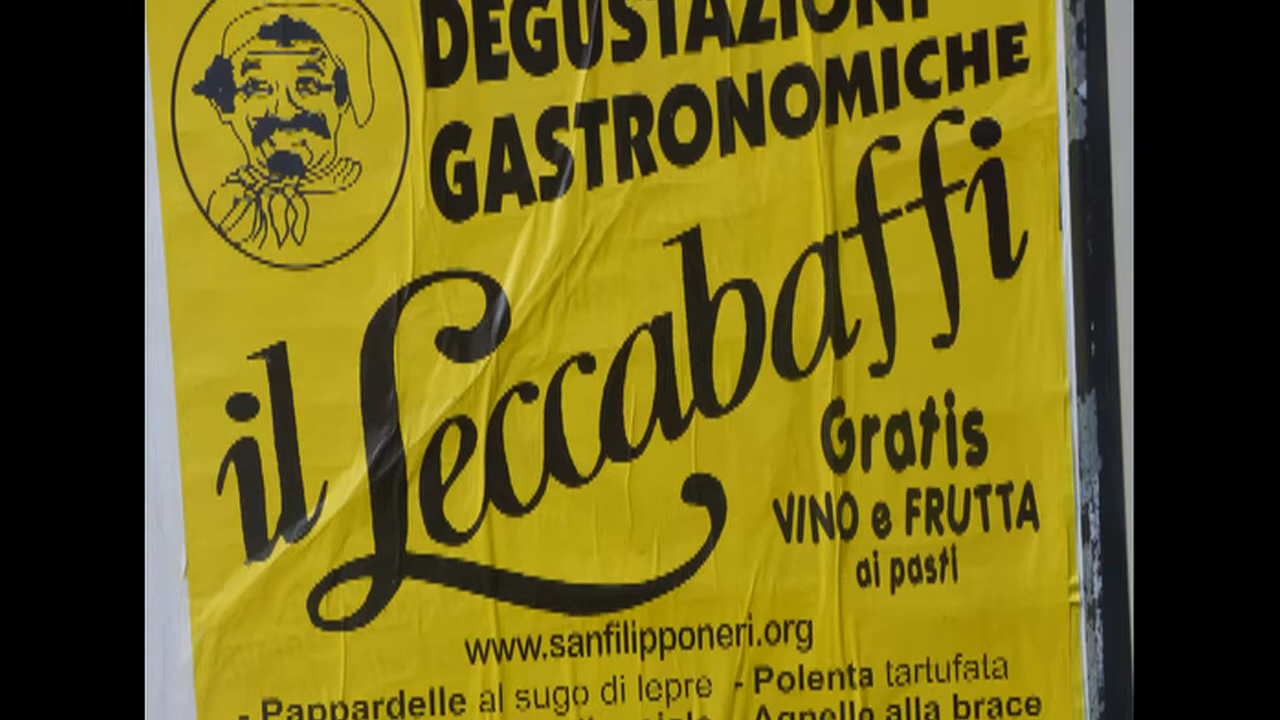 DEGUSTAZIONI
GASTRONOMICHE
il Leccabaffi
Gratis
VINO e FRUTTA
ai pasti
www.sanfilipponeri.org
- Pappardelle al sugo di lepre - Polenta tartufata
Agnello alla brace